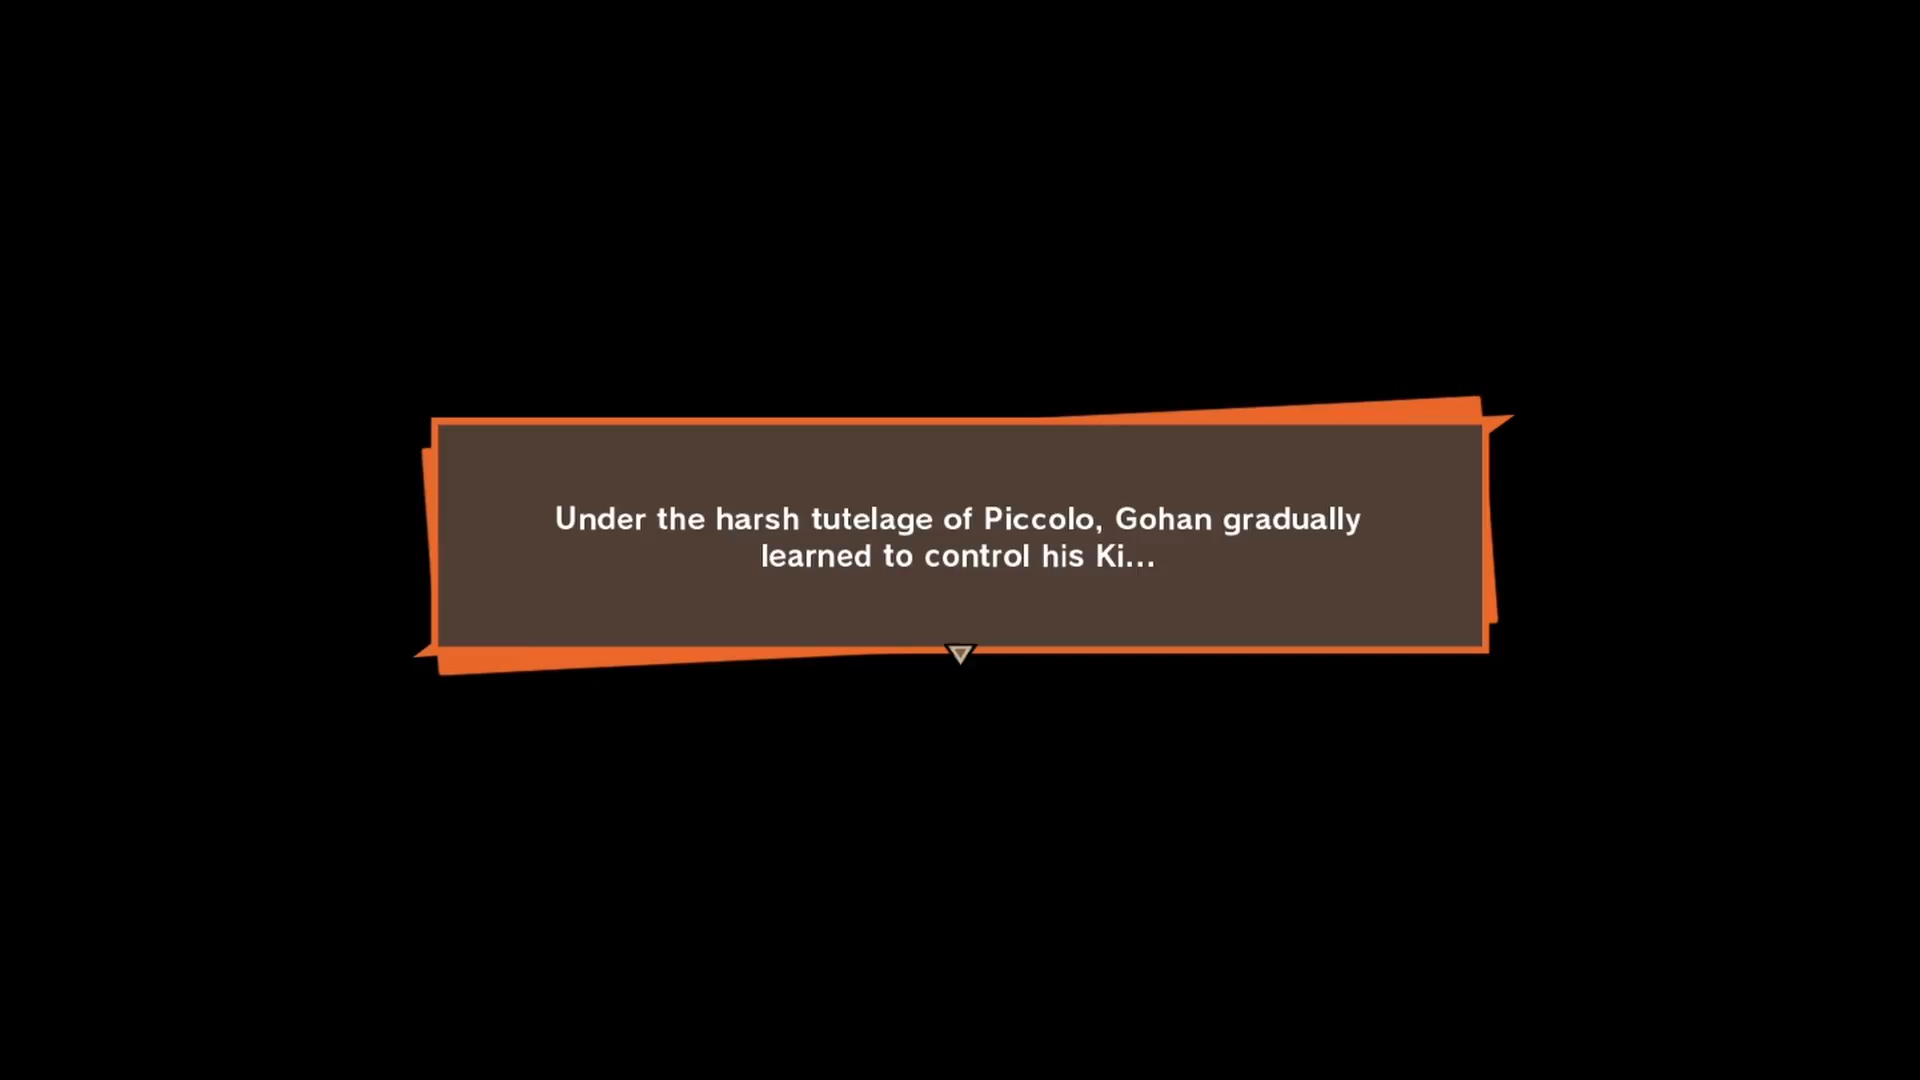 Under the harsh tutelage of Piccolo, Gohan gradually
learned to control his Ki...